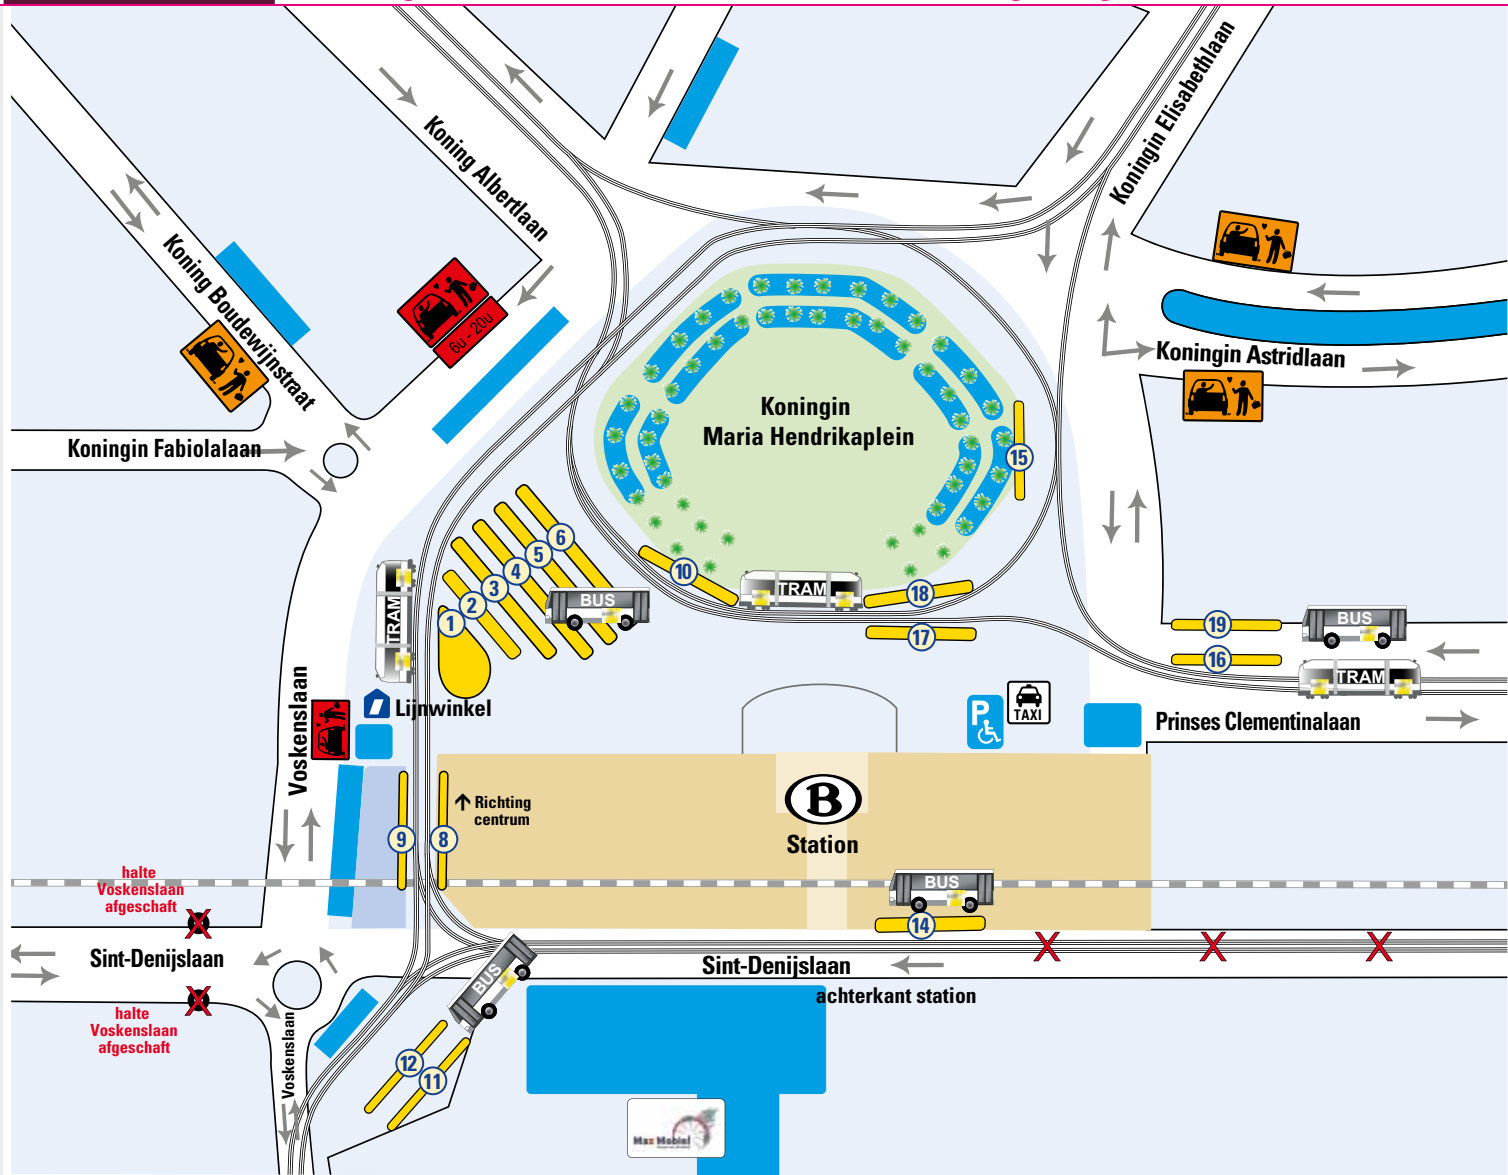 Koningin Elisabethlaan
Koning Albertlaan
Koning Boudewijnstraat
6u - 20u
Koningin Astridlaan
Koningin
Maria Hendrikaplein
Koningin Fabiolalaan
15
6
5
4
3
2
1
10
TRAM
18
17
BUS
TRAM
19
16
BUS
TRAM
Lijnwinkel
P
TAXI
Prinses Clementinalaan
Voskenslaan
Richting
centrum
B
Station
9
8
halte
Voskenslaan
afgeschaft
BUS
14
Sint-Denijslaan
Sint-Denijslaan
achterkant station
BUS
halte
Voskenslaan
afgeschaft
Voskenslaan
12
11
Max Mobiel